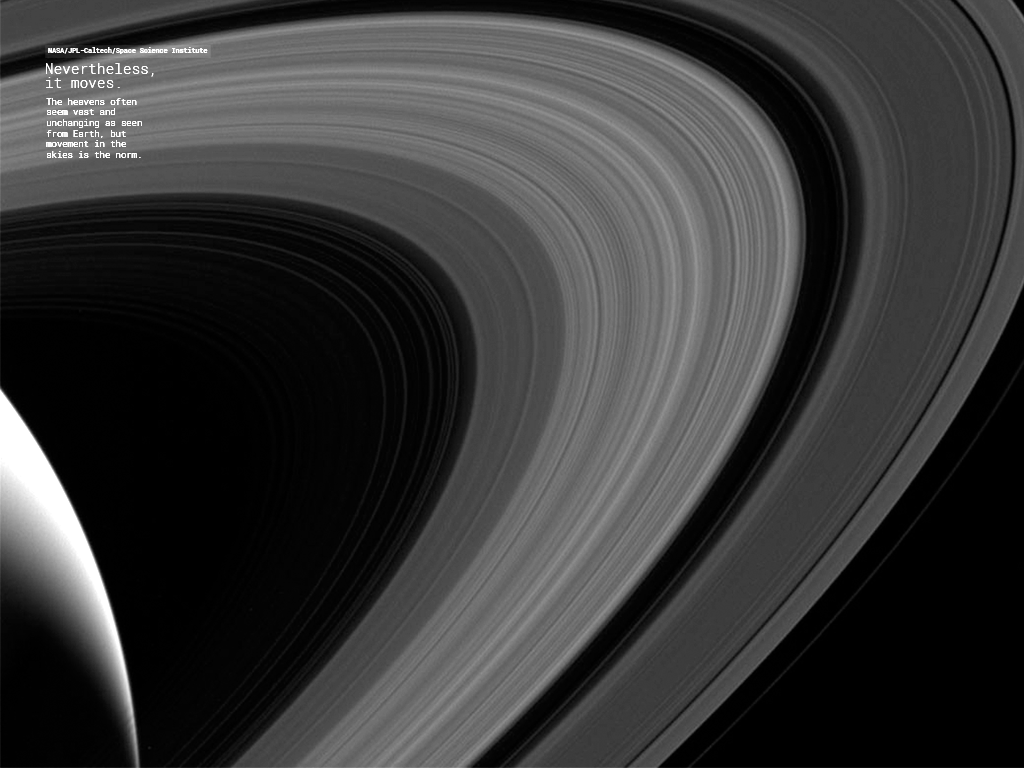 NASA/JPL-Caltech/Space Science Institute
Nevertheless,
it moves.
The heavens often
seem vast and
unchanging as seen
from Earth, but
movement in the
skies is the norm.